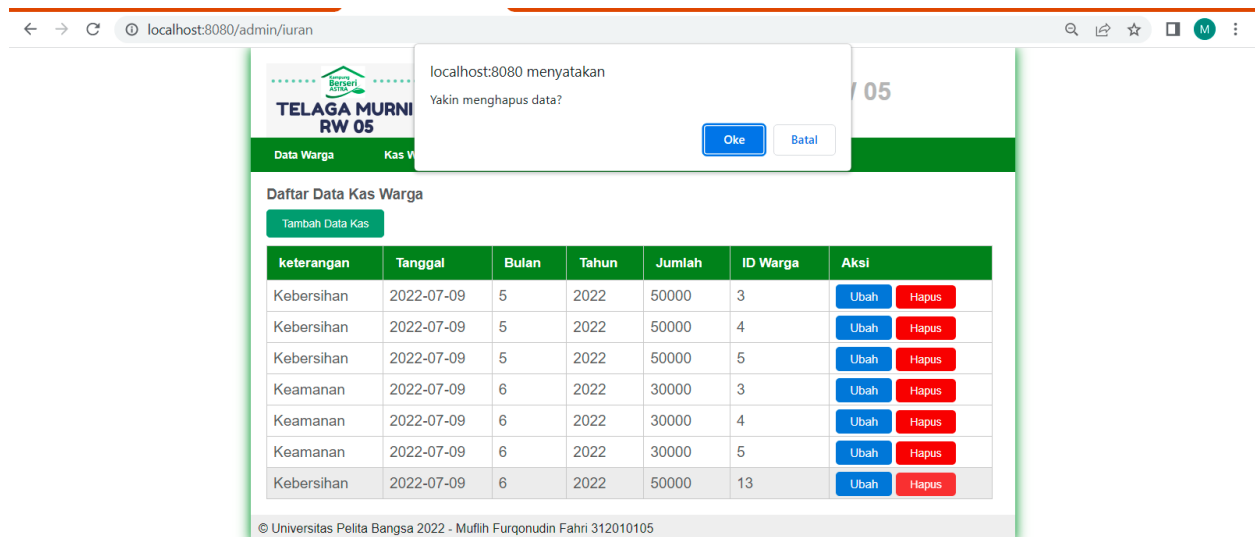 localhost:8080/admin/iuran
M
localhost:8080 menyatakan
Yakin menghapus data?
Oke Batal
Kampung
Berseri
ASTRA
TELAGA MURNI
RW 05
05
Data Warga Kas
Daftar Data Kas Warga
Tambah Data Kas
keterangan Tanggal Bulan Tahun Jumlah ID Warga Aksi
Kebersihan 2022-07-09 5 2022 50000 3 Ubah Hapus
Kebersihan 2022-07-09 5 2022 50000 4 Ubah Hapus
Kebersihan 2022-07-09 5 2022 50000 5 Ubah Hapus
Keamanan 2022-07-09 6 2022 30000 3 Ubah Hapus
Keamanan 2022-07-09 6 2022 30000 4 Ubah Hapus
Keamanan 2022-07-09 6 2022 30000 5 Ubah Hapus
Kebersihan 2022-07-09 6 2022 50000 13 Ubah Hapus
© Universitas Pelita Bangsa 2022 - Muflih Furqonudin Fahri 312010105